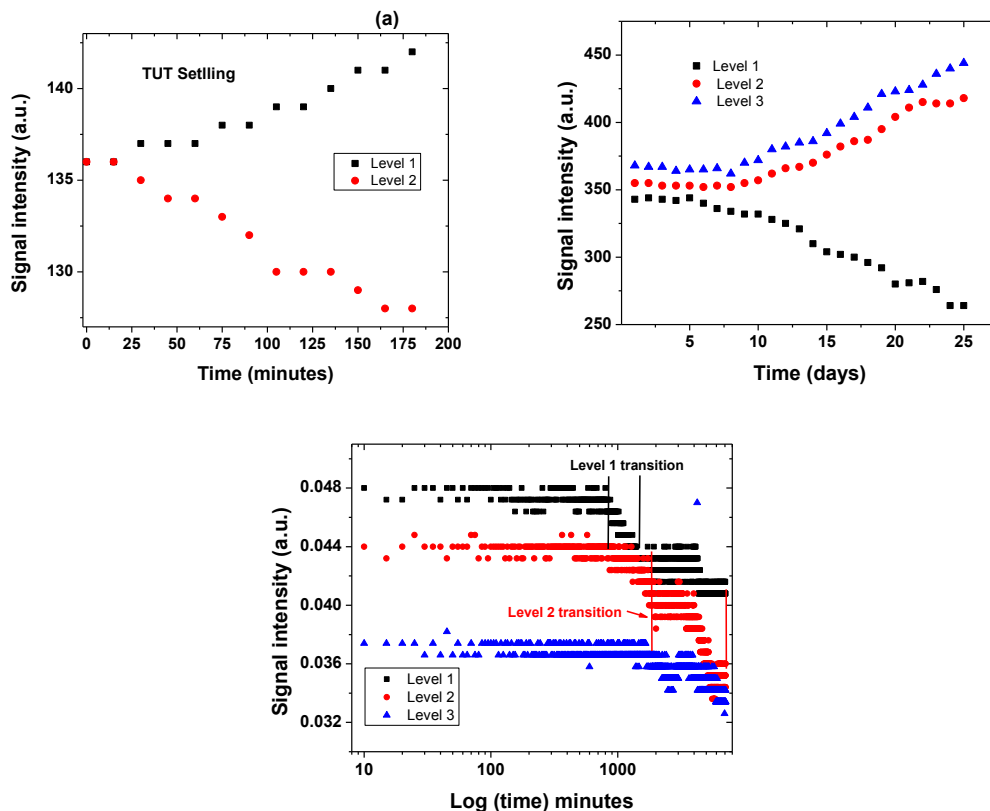 (a)
TUT Setlling
Level 1
Level 2
140
135
130
Signal intensity (a.u.)
0 25 50 75 100 125 150 175 200
Time (minutes)
Level 1
Level 2
Level 3
450
400
350
300
250
Signal intensity (a.u.)
5 10 15 20 25
Time (days)
Level 1 transition
Level 2 transition
Level 1
Level 2
Level 3
0.048
0.044
0.040
0.036
0.032
Signal intensity (a.u.)
10 100 1000
Log (time) minutes